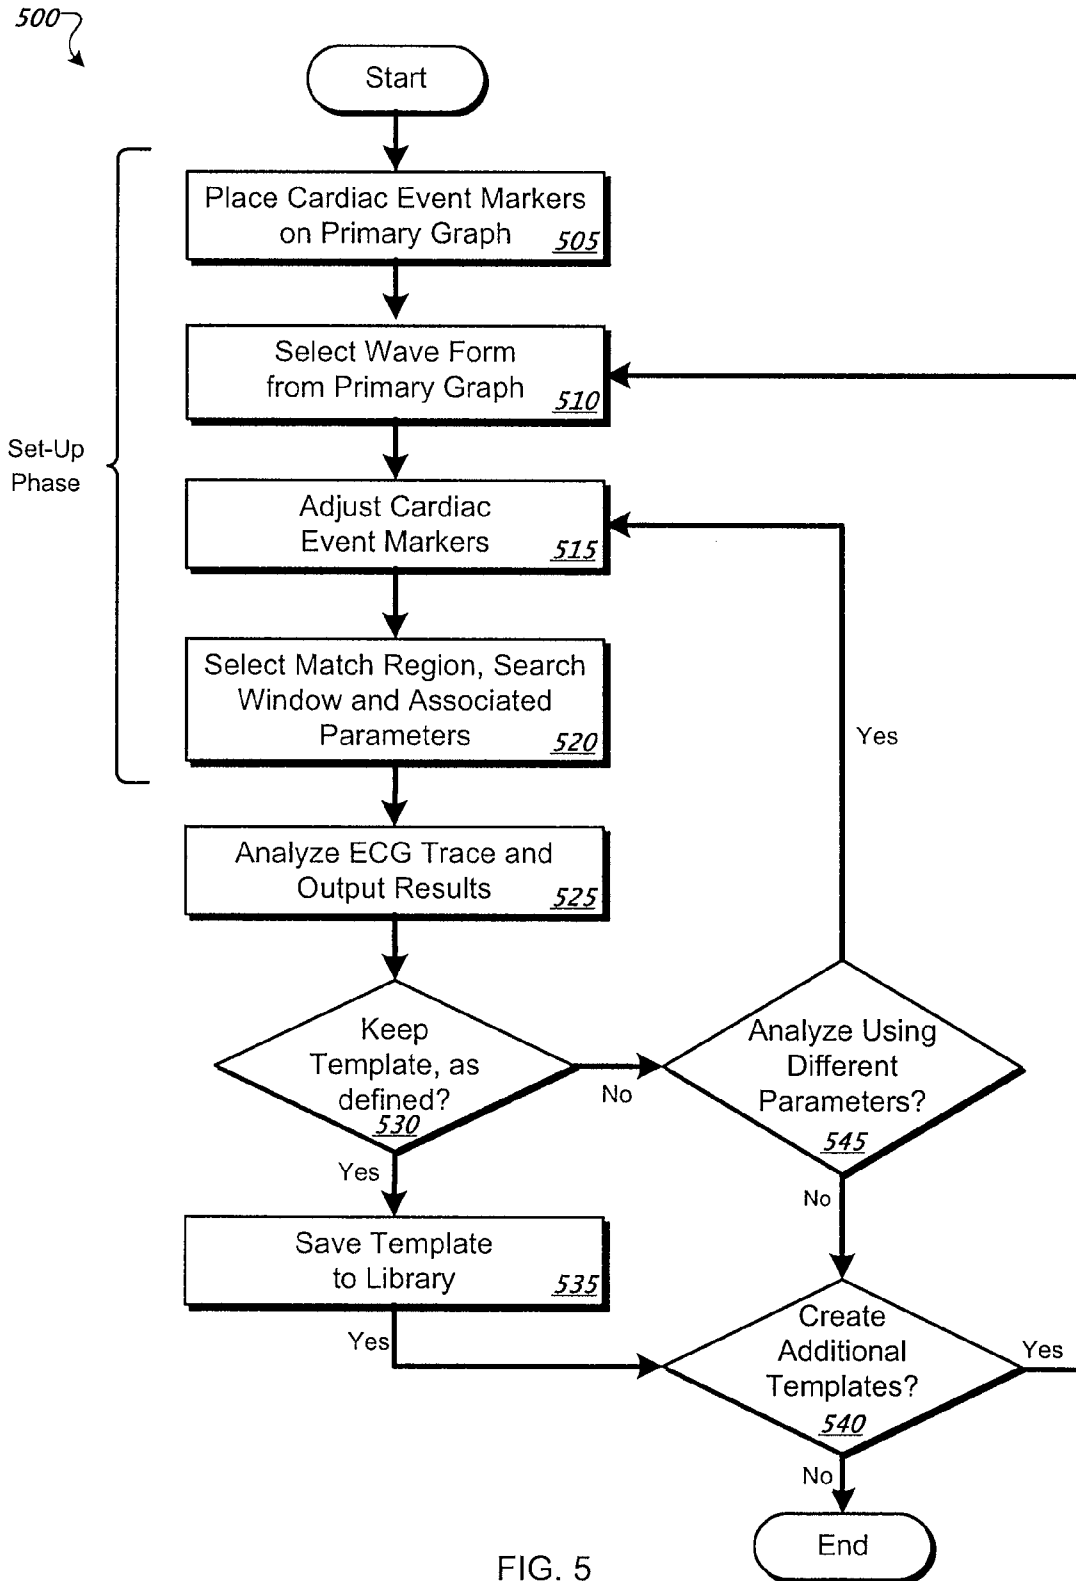 500
Start
Place Cardiac Event Markers
on Primary Graph
505
Select Wave Form
from Primary Graph
510
Set-Up
Phase
Adjust Cardiac
Event Markers
515
Select Match Region, Search
Window and Associated
Parameters
520
Yes
Analyze ECG Trace and
Output Results
525
Keep
Template, as
defined?
530
No
Analyze Using
Different
Parameters?
545
Yes
No
Save Template
to Library
535
Yes
Create
Additional
Templates?
540
Yes
No
End
FIG. 5